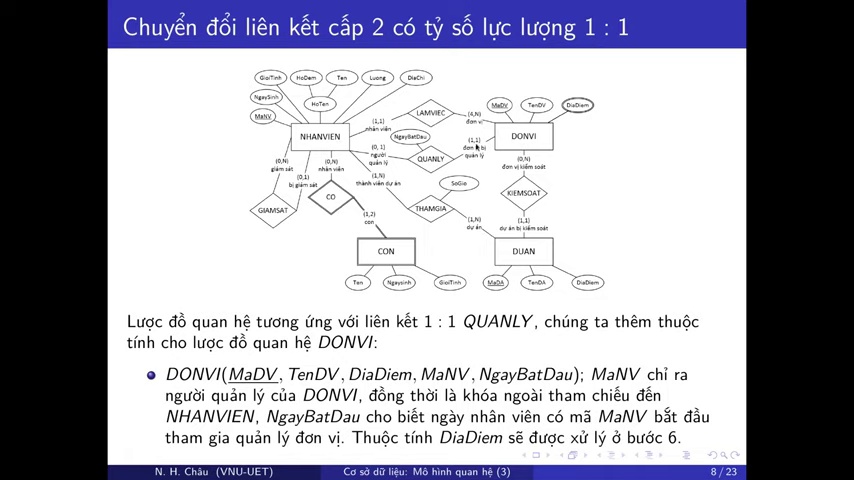 Chuyển đổi liên kết cấp 2 có tỷ số lực lượng 1 : 1
GioiTinh HoDem Ten Luong DiaChi
NgaySinh HoTen
MaNV
NHANVIEN
(1,1)
nhân viên
LAMVIEC
(4,N)
đơn vị
MaDV TenDV DiaDiem
DONVI
NgayBatDau
(0, 1)
người
quản lý
QUANLY
(1,1)
đơn vị bị
quản lý
(0,N)
giám sát
(0,1)
bị giám sát
GIAMSAT
(0,N)
nhân viên
CO
(1,2)
con
(1,N)
thành viên dự án
SoGio
THAMGIA
(1,N)
dự án
(0,N)
đơn vị kiểm soát
KIEMSOAT
(1,1)
dự án bị kiểm soát
CON
DUAN
Ten Ngaysinh GioiTinh
MaDA TenDA DiaDiem
Lược đồ quan hệ tương ứng với liên kết 1 : 1 QUANLY, chúng ta thêm thuộc
tính cho lược đồ quan hệ DONVI:
DONVI(MaDV, TenDV, DiaDiem, MaNV, NgayBatDau); MaNV chỉ ra
người quản lý của DONVI, đồng thời là khóa ngoài tham chiếu đến
NHANVIEN, NgayBatDau cho biết ngày nhân viên có mã MaNV bắt đầu
tham gia quản lý đơn vị. Thuộc tính DiaDiem sẽ được xử lý ở bước 6.
N. H. Châu (VNU-UET) Cơ sở dữ liệu: Mô hình quan hệ (3) 8 / 23